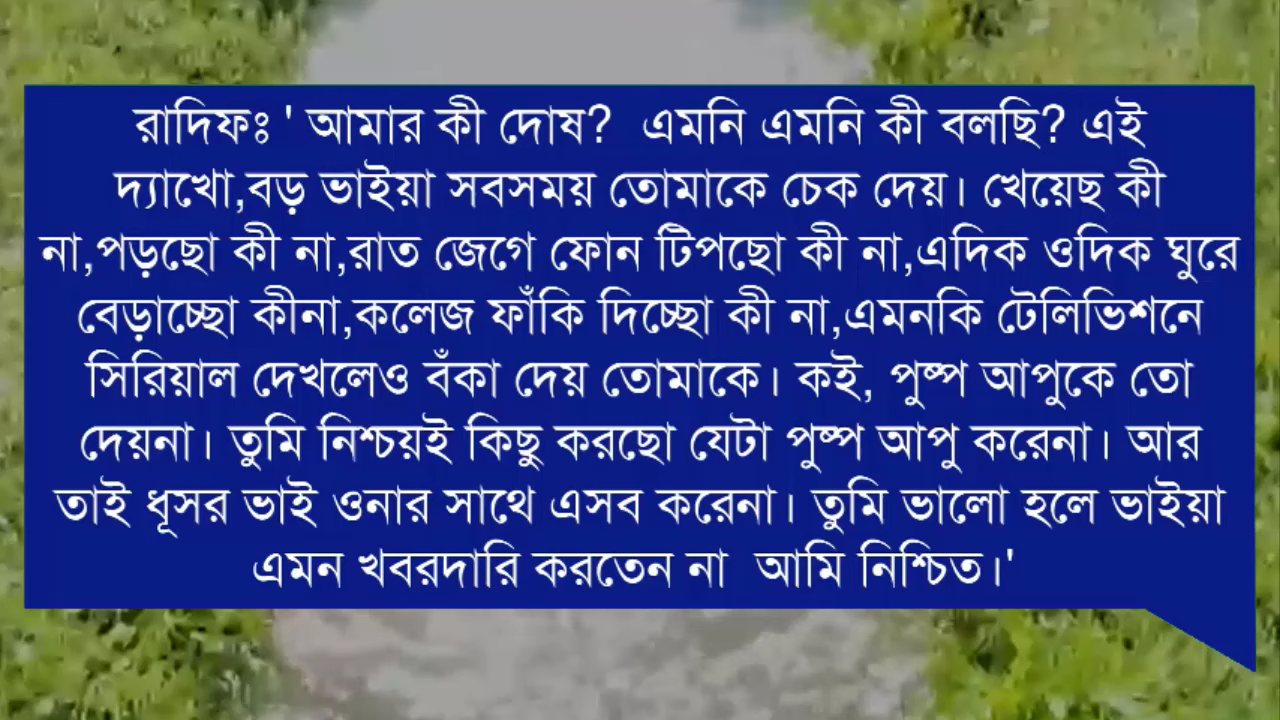 রাদিফঃ ' আমার কী দোষ?  এমনি এমনি কী বলছি? এই
দ্যাখো,বড় ভাইয়া সবসময় তোমাকে চেক দেয়। খেয়েছ কী
না,পড়ছো কী না,রাত জেগে ফোন টিপছো কী না,এদিক ওদিক ঘুরে
বেড়াচ্ছো কীনা,কলেজ ফাঁকি দিচ্ছো কী না,এমনকি টেলিভিশনে
সিরিয়াল দেখলেও বঁকা দেয় তোমাকে। কই, পুষ্প আপুকে তো
দেয়না। তুমি নিশ্চয়ই কিছু করছো যেটা পুষ্প আপু করেনা। আর
তাই ধূসর ভাই ওনার সাথে এসব করেনা। তুমি ভালো হলে ভাইয়া
এমন খবরদারি করতেন না  আমি নিশ্চিত।'